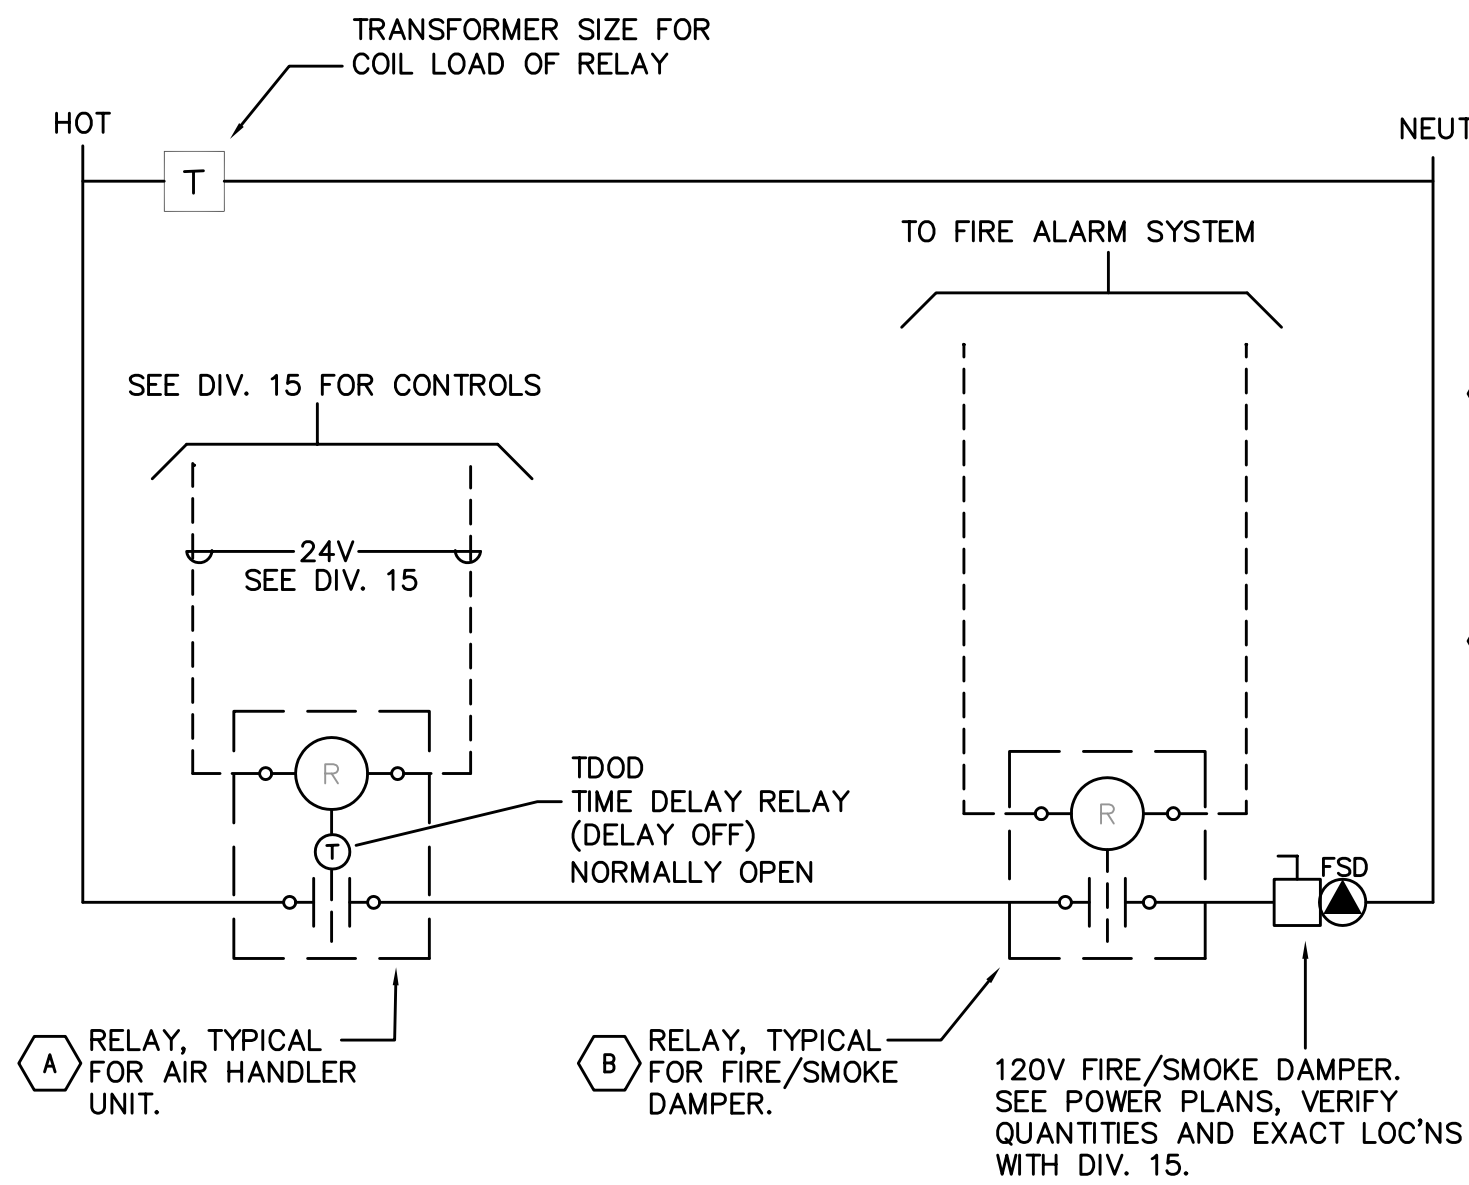 TRANSFORMER SIZE FOR
COIL LOAD OF RELAY
HOT
NEUT
T
TO FIRE ALARM SYSTEM
SEE DIV. 15 FOR CONTROLS
24V
SEE DIV. 15
R
TDOD
TIME DELAY RELAY
(DELAY OFF)
NORMALLY OPEN
T
R
FSD
A
RELAY, TYPICAL
FOR AIR HANDLER
UNIT.
B
RELAY, TYPICAL
FOR FIRE/SMOKE
DAMPER.
120V FIRE/SMOKE DAMPER.
SEE POWER PLANS, VERIFY
QUANTITIES AND EXACT LOC'NS
WITH DIV. 15.